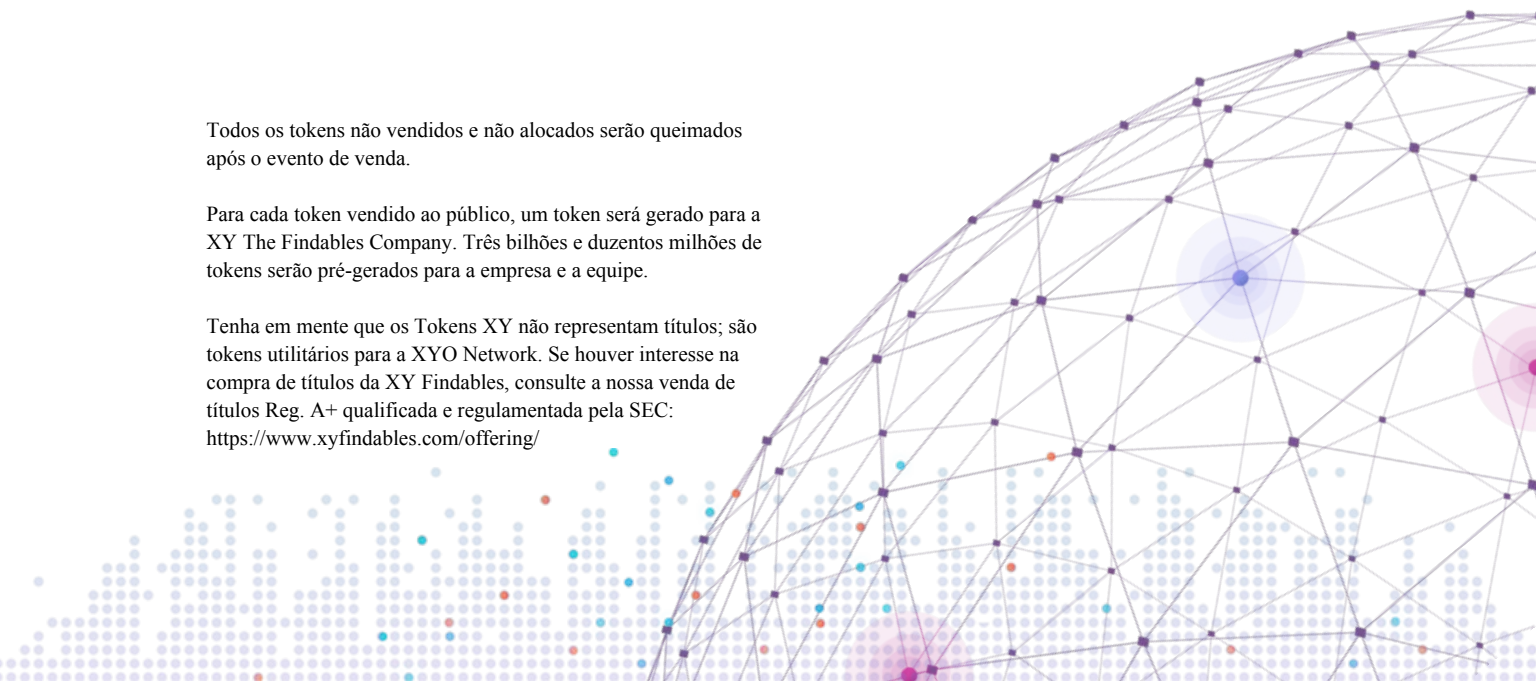 Todos os tokens não vendidos e não alocados serão queimados
após o evento de venda.
Para cada token vendido ao público, um token será gerado para a
XY The Findables Company. Três bilhões e duzentos milhões de
tokens serão pré-gerados para a empresa e a equipe.
Tenha em mente que os Tokens XY não representam títulos; são
tokens utilitários para a XYO Network. Se houver interesse na
compra de títulos da XY Findables, consulte a nossa venda de
títulos Reg. A+ qualificada e regulamentada pela SEC:
https://www.xyfindables.com/offering/